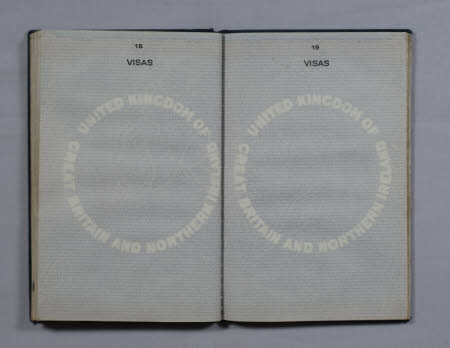 18
VISAS
UNITED KINGDOM OF
GREAT BRITAIN AND NORTHERN IRELAND
19
VISAS
UNITED KINGDOM OF
GREAT BRITAIN AND NORTHERN IRELAND